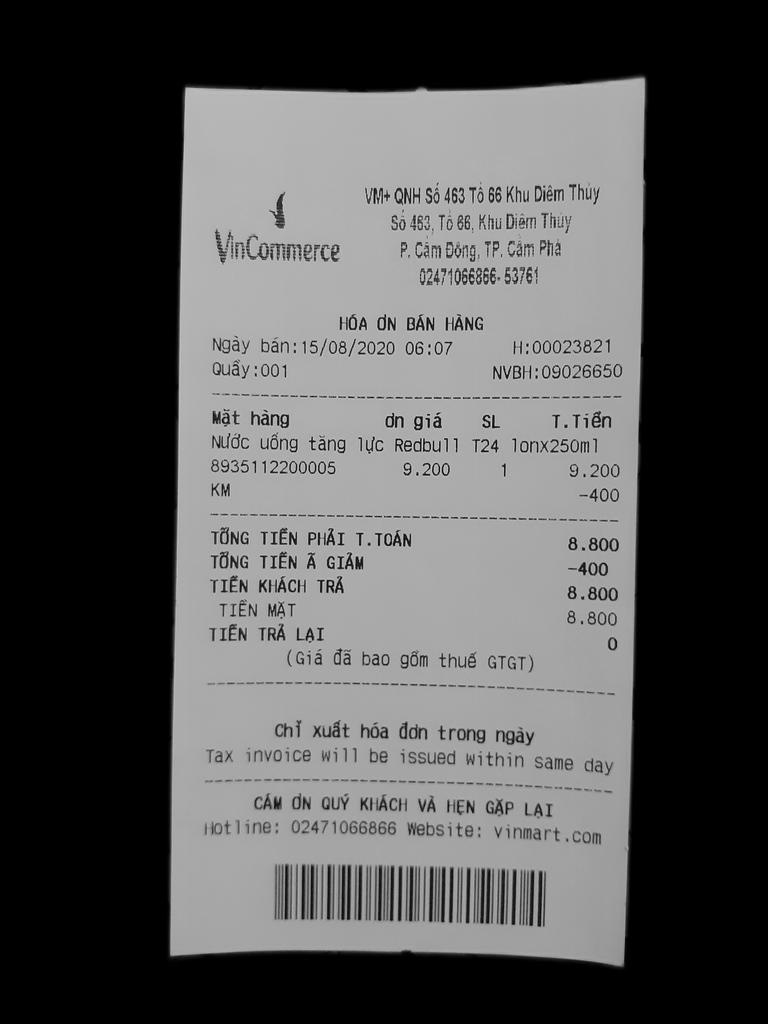 VinCommerce
VM+ QNH Số 463 Tổ 66 Khu Diêm Thủy
Số 463, Tổ 66, Khu Diêm Thủy
P. Cẩm Đông, TP. Cẩm Phả
02471066866- 53761
HÓA ƠN BÁN HÀNG
Ngày bán:15/08/2020 06:07 H:00023821
Quầy:001 NVBH:09026650
Mặt hàng ơn giá SL T.Tiền
Nước uống tăng lực Redbull T24 lonx250ml
8935112200005 9.200 1 9.200
KM -400
TỔNG TIỀN PHẢI T.TOÁN 8.800
TỔNG TIỀN Ã GIẢM -400
TIỀN KHÁCH TRẢ 8.800
TIỀN MẶT 8.800
TIỀN TRẢ LẠI 0
(Giá đã bao gồm thuế GTGT)
Chỉ xuất hóa đơn trong ngày
Tax invoice will be issued within same day
CÁM ƠN QUÝ KHÁCH VÀ HẸN GẶP LẠI
Hotline: 02471066866 Website: vinmart.com